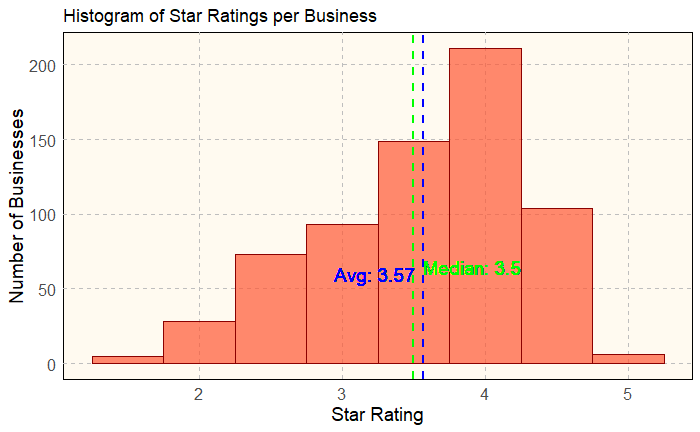 Histogram of Star Ratings per Business
Number of Businesses
200
150
100
50
0
Avg: 3.57
Median: 3.5
2
3
4
5
Star Rating